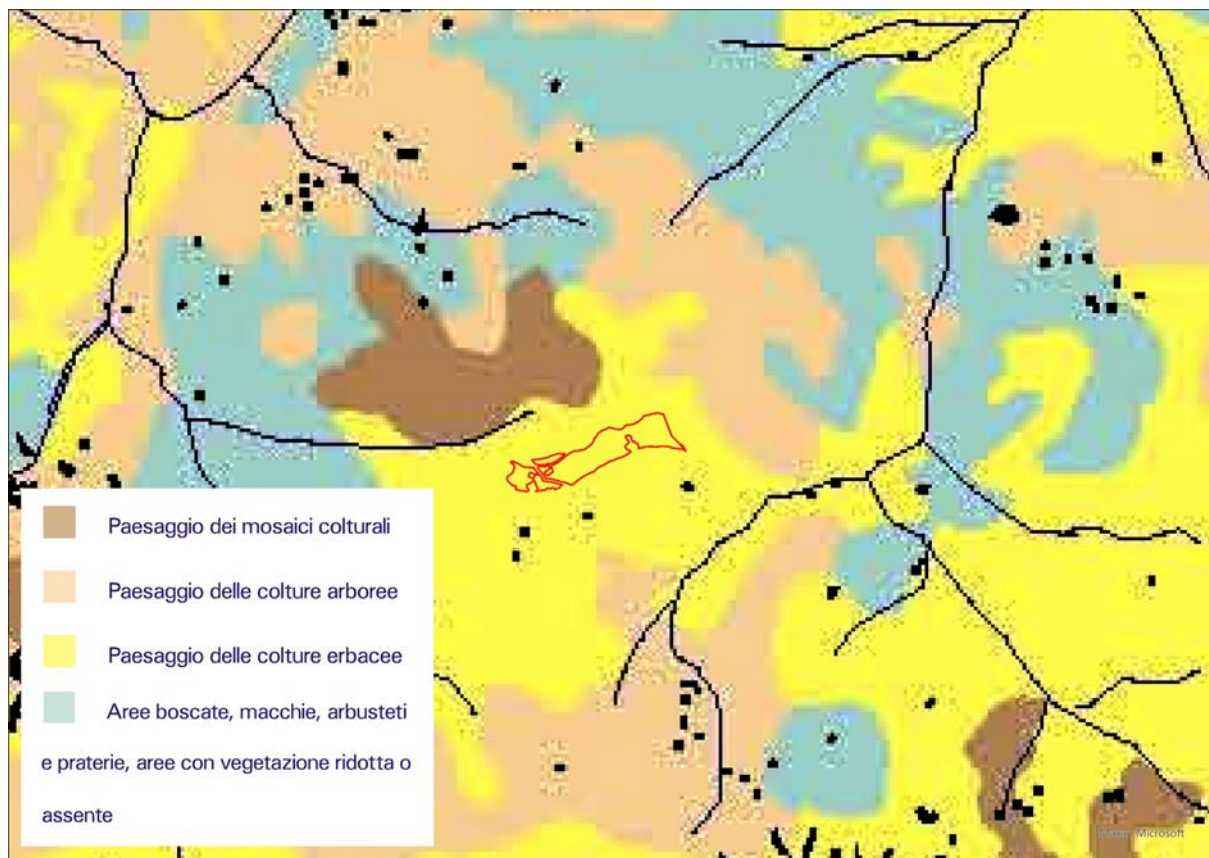 Paesaggio dei mosaici colturali
Paesaggio delle colture arboree
Paesaggio delle colture erbacee
Aree boscate, macchie, arbusteti
e praterie, aree con vegetazione ridotta o
assente
Microsoft